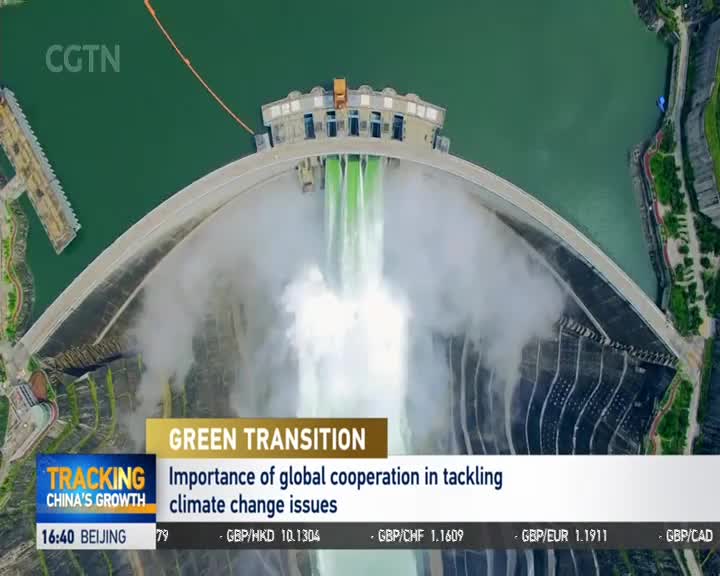 CGTN
GREEN TRANSITION
TRACKING
CHINA'S GROWTH
Importance of global cooperation in tackling
climate change issues
16:40 BEIJING
79 - GBP/HKD 10.1304 - GBP/CHF 1.1609 - GBP/EUR 1.1911 - GBP/CAD